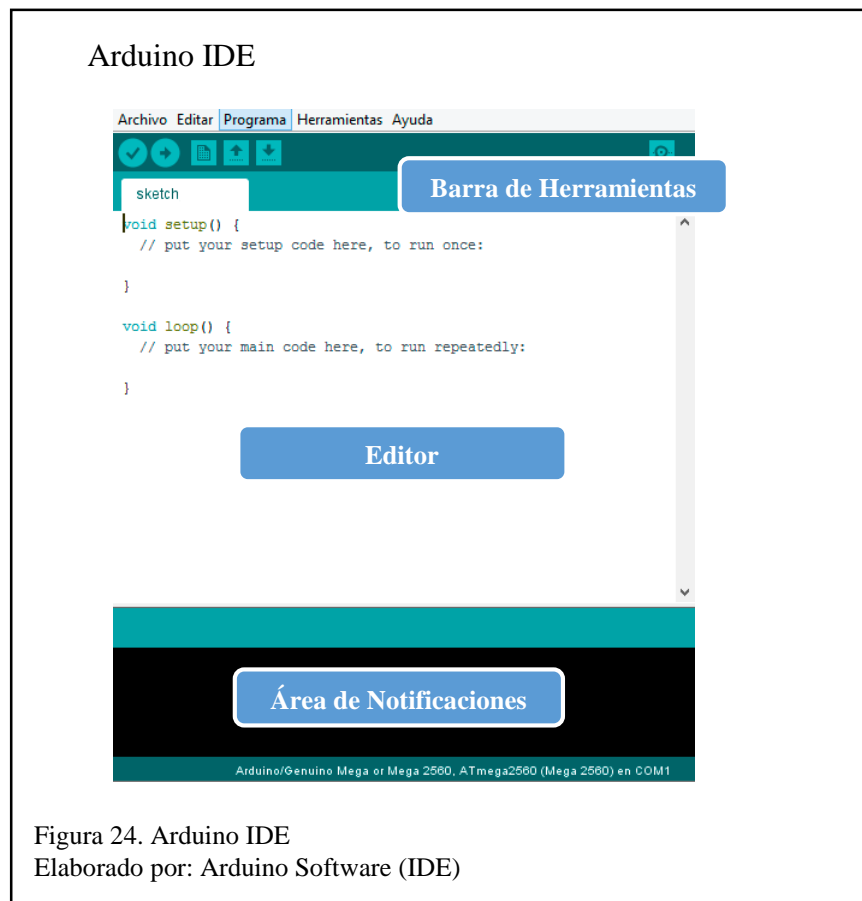 Arduino IDE
Archivo Editar Programa Herramientas Ayuda
Barra de Herramientas
sketch
void setup() {
// put your setup code here, to run once:
}
void loop() {
// put your main code here, to run repeatedly:
}
Editor
Área de Notificaciones
Arduino/Genuino Mega or Mega 2560, ATmega2560 (Mega 2560) en COM1
Figura 24. Arduino IDE
Elaborado por: Arduino Software (IDE)